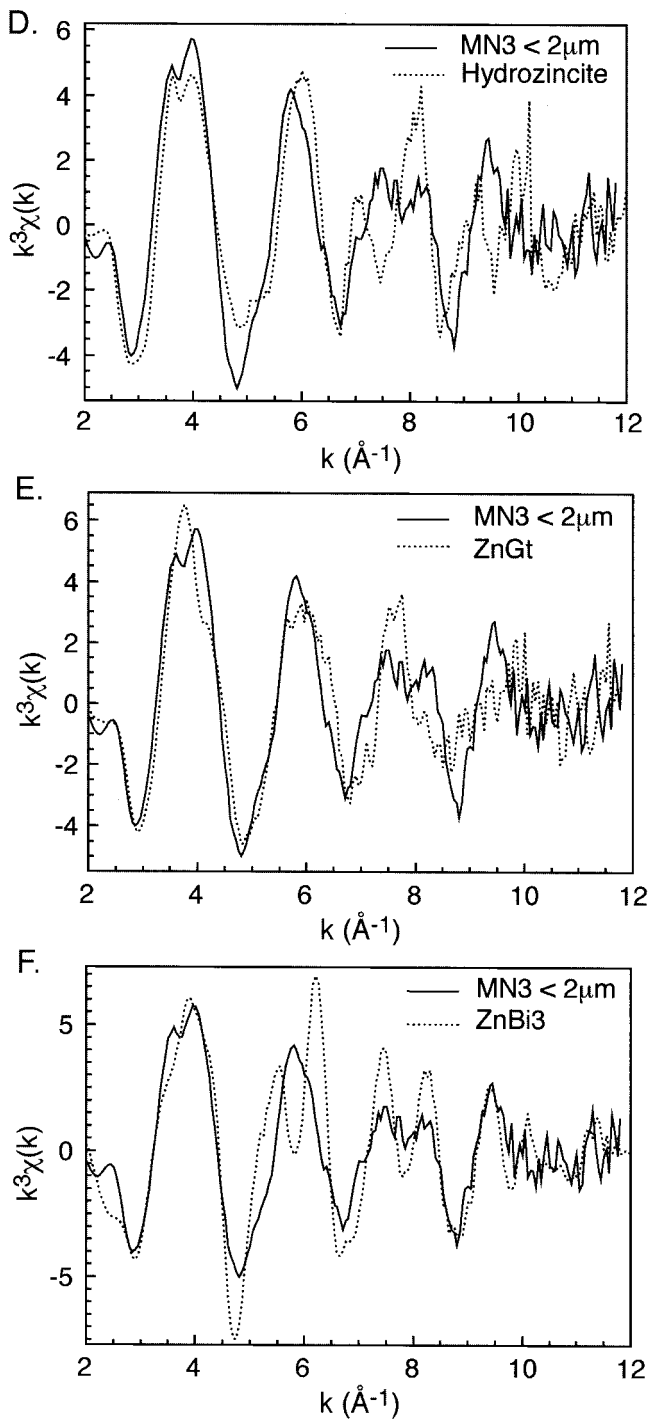 D.
MN3 < 2μm
Hydrozincite
6
4
2
0
-2
-4
k³χ(k)
2 4 6 8 10 12
k (Å⁻¹)
E.
MN3 < 2μm
ZnGt
6
4
2
0
-2
-4
k³χ(k)
2 4 6 8 10 12
k (Å⁻¹)
F.
MN3 < 2μm
ZnBi3
5
0
-5
k³χ(k)
2 4 6 8 10 12
k (Å⁻¹)